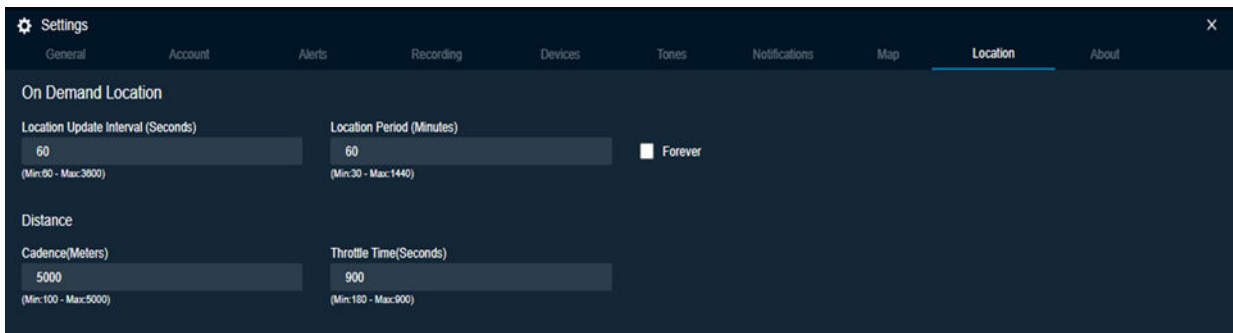 Settings
General Account Alerts Recording Devices Tones Notifications Map Location About
On Demand Location
Location Update Interval (Seconds) Location Period (Minutes)
60 60 Forever
(Min:60 - Max:3600) (Min:30 - Max:1440)
Distance
Cadence(Meters) Throttle Time(Seconds)
5000 900
(Min:100 - Max:5000) (Min:180 - Max:900)